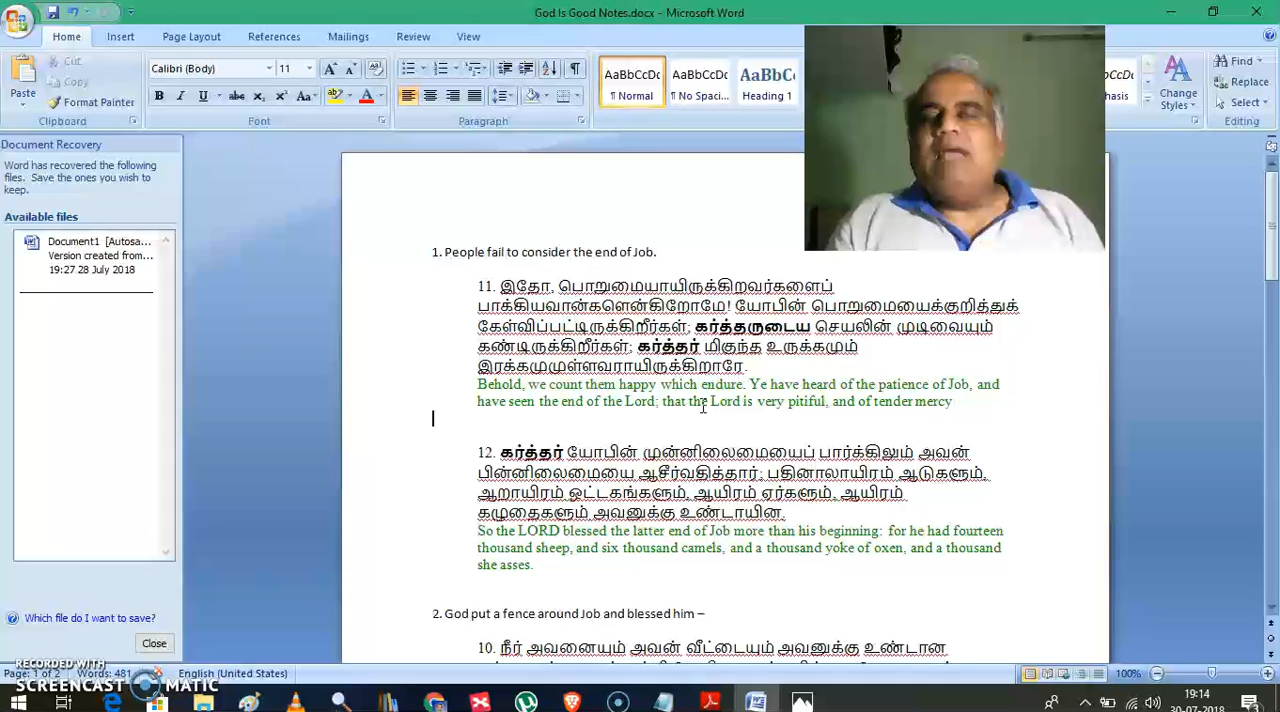 God Is Good Notes.docx - Microsoft Word
Home Insert Page Layout References Mailings Review View
Paste
Cut
Copy
Format Painter
Clipboard
Calibri (Body) 11
Font
Paragraph
AaBbCcDc AaBbCcDc AaBbC
¶ Normal ¶ No Spaci... Heading 1
Change Styles
Find
Replace
Select
Editing
Document Recovery
Word has recovered the following
files. Save the ones you wish to
keep.
Available files
Document1 [Autosa...
Version created from...
19:27 28 July 2018
Which file do I want to save?
Close
1. People fail to consider the end of Job.
11. இதோ, பொறுமையாயிருக்கிறவர்களைப்
பாக்கியவான்களென்கிறோமே! யோபின் பொறுமையைக்குறித்துக்
கேள்விப்பட்டிருக்கிறீர்கள்; கர்த்தருடைய செயலின் முடிவையும்
கண்டிருக்கிறீர்கள்; கர்த்தர் மிகுந்த உருக்கமும்
இரக்கமுமுள்ளவராயிருக்கிறாரே.
Behold, we count them happy which endure. Ye have heard of the patience of Job, and
have seen the end of the Lord; that the Lord is very pitiful, and of tender mercy
12. கர்த்தர் யோபின் முன்னிலைமையைப் பார்க்கிலும் அவன்
பின்னிலைமையை ஆசீர்வதித்தார்; பதினாலாயிரம் ஆடுகளும்,
ஆறாயிரம் ஒட்டகங்களும், ஆயிரம் ஏர்களும், ஆயிரம்
கழுதைகளும் அவனுக்கு உண்டாயின.
So the LORD blessed the latter end of Job more than his beginning: for he had fourteen
thousand sheep, and six thousand camels, and a thousand yoke of oxen, and a thousand
she asses.
2. God put a fence around Job and blessed him –
10. நீர் அவனையும் அவன் வீட்டையும் அவனுக்கு உண்டான
Page: 1 of 2 Words: 481 English (United States) 100%
RECORDED WITH
SCREENCAST MATIC
19:14
30-07-2018